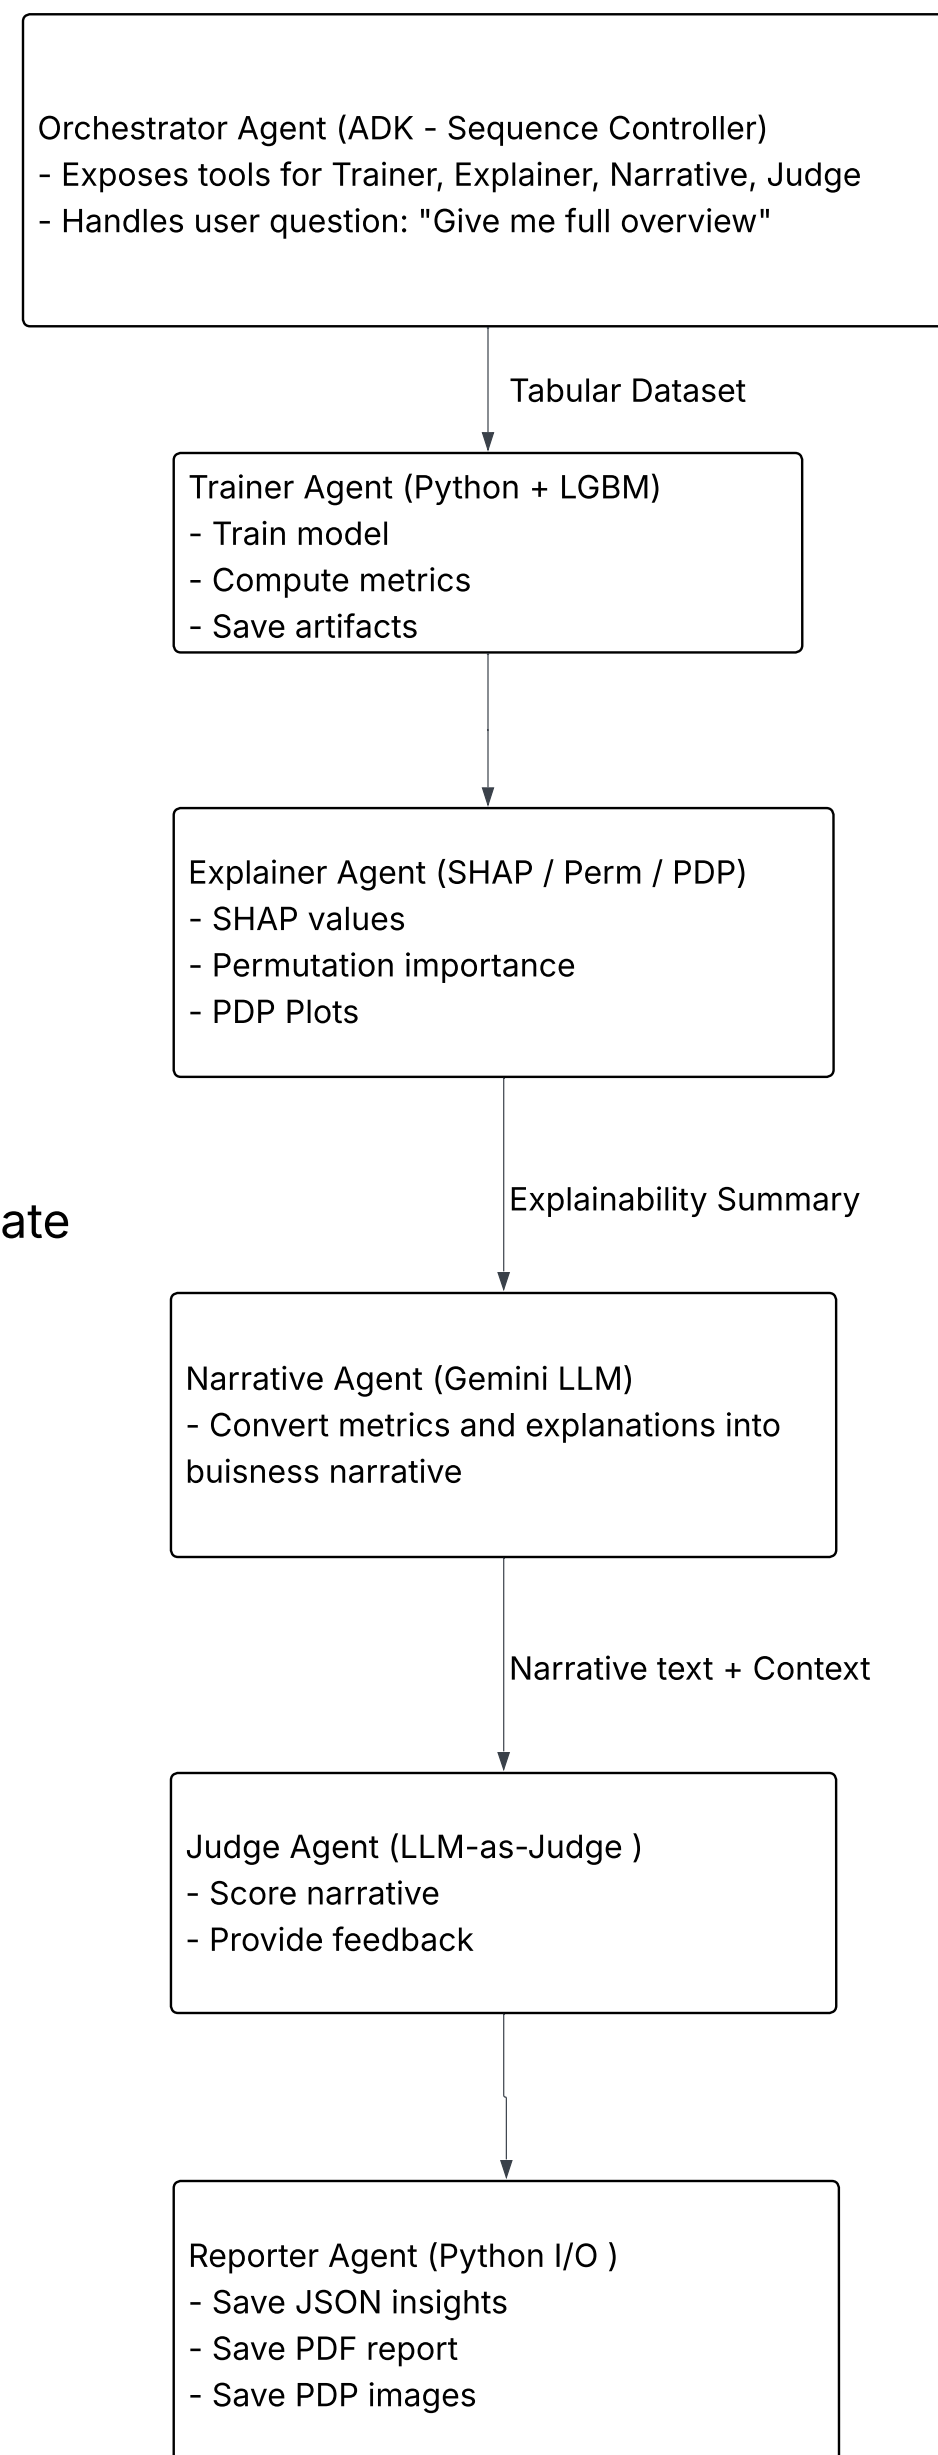 Orchestrator Agent (ADK - Sequence Controller)
- Exposes tools for Trainer, Explainer, Narrative, Judge
- Handles user question: "Give me full overview"
Tabular Dataset
Trainer Agent (Python + LGBM)
- Train model
- Compute metrics
- Save artifacts
Explainer Agent (SHAP / Perm / PDP)
- SHAP values
- Permutation importance
- PDP Plots
Explainability Summary
ate
Narrative Agent (Gemini LLM)
- Convert metrics and explanations into
buisness narrative
Narrative text + Context
Judge Agent (LLM-as-Judge )
- Score narrative
- Provide feedback
Reporter Agent (Python I/O )
- Save JSON insights
- Save PDF report
- Save PDP images